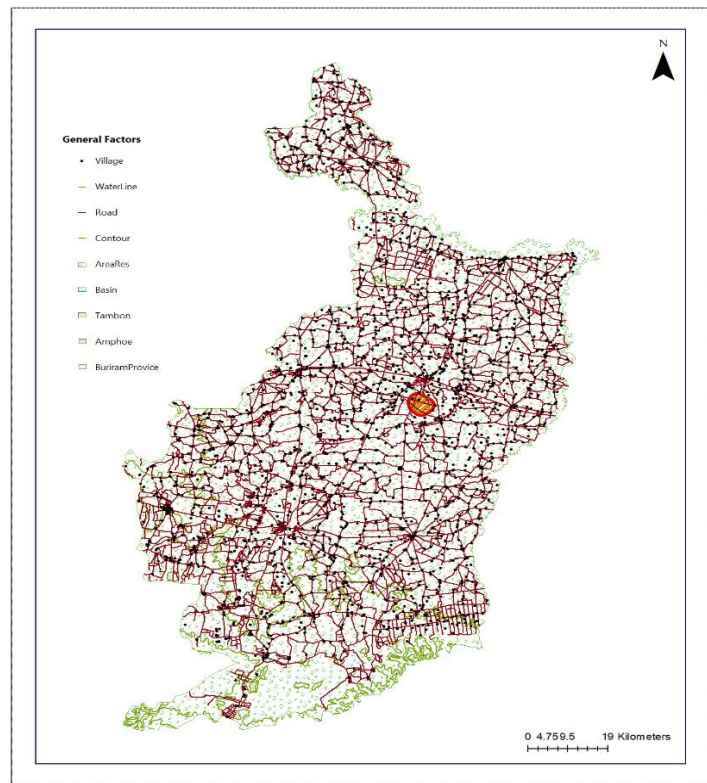 N
General Factors
Village
WaterLine
Road
Contour
AreaRes
Basin
Tambon
Amphoe
BuriramProvice
0 4.759.5 19 Kilometers